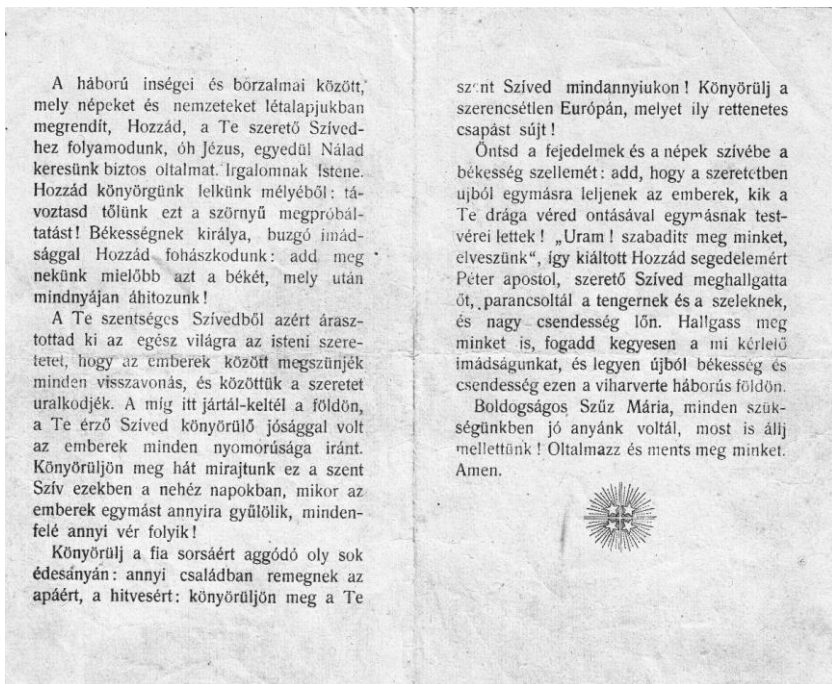 A háború inségei és borzalmai között,
mely népeket és nemzeteket létalapjukban
megrendít, Hozzád, a Te szerető Szíved-
hez folyamodunk, óh Jézus, egyedül Nálad
keresünk biztos oltalmat. Irgalomnak Istene.
Hozzád könyörgünk lelkünk mélyéből: tá-
voztasd tőlünk ezt a szörnyű megpróbál-
tatást! Békességnek királya, buzgó imád-
sággal Hozzád fohászkodunk: add meg
nekünk mielőbb azt a békét, mely után
mindnyájan áhitozunk!
A Te szentséges Szívedből azért árasz-
tottad ki az egész világra az isteni szere-
tetet, hogy az emberek között megszünjék
minden visszavonás, és közöttük a szeretet
uralkodjék. A míg itt jártál-keltél a földön,
a Te érző Szíved könyörülő jósággal volt
az emberek minden nyomorúsága iránt.
Könyörüljön meg hát mirajtunk ez a szent
Szív ezekben a nehéz napokban, mikor az
emberek egymást annyira gyűlölik, minden-
felé annyi vér folyik!
Könyörülj a fia sorsáért aggódó oly sok
édesanyán: annyi családban remegnek az
apáért, a hitvesért: könyörüljön meg a Te
szent Szíved mindannyiukon! Könyörülj a
szerencsétlen Európán, melyet ily rettenetes
csapást sújt!
Öntsd a fejedelmek és a népek szívébe a
békesség szellemét: add, hogy a szeretetben
ujból egymásra leljenek az emberek, kik a
Te drága véred ontásával egymásnak test-
vérei lettek! „Uram! szabadíts meg minket,
elveszünk“, így kiáltott Hozzád segedelemért
Péter apostol, szerető Szíved meghallgatta
őt, parancsoltál a tengernek és a szeleknek,
és nagy csendesség lőn. Hallgass meg
minket is, fogadd kegyesen a mi kérlelő
imádságunkat, és legyen újból békesség és
csendesség ezen a viharverte háborús földön.
Boldogságos Szűz Mária, minden szük-
ségünkben jó anyánk voltál, most is állj
mellettünk! Oltalmazz és ments meg minket.
Amen.